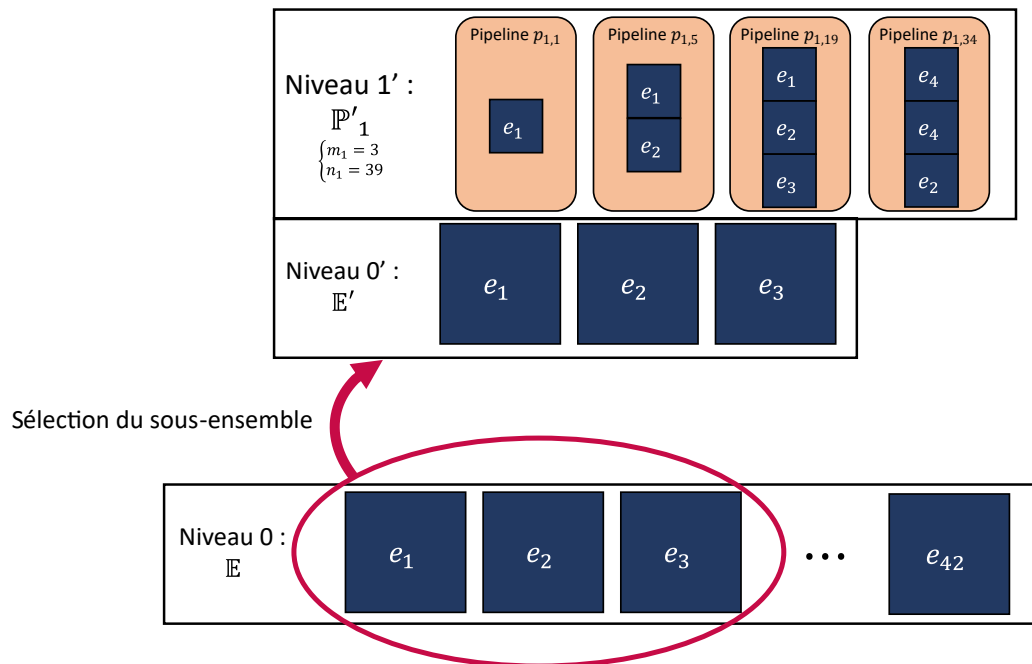 Pipeline p₁,₁ Pipeline p₁,₅ Pipeline p₁,₁₉ Pipeline p₁,₃₄
Niveau 1' :
ℙ'₁
{m₁ = 3
n₁ = 39
e₁
e₁
e₂
e₁
e₂
e₃
e₄
e₄
e₂
Niveau 0' :
𝔼'
e₁ e₂ e₃
Sélection du sous-ensemble
Niveau 0 :
𝔼
e₁ e₂ e₃ ... e₄₂